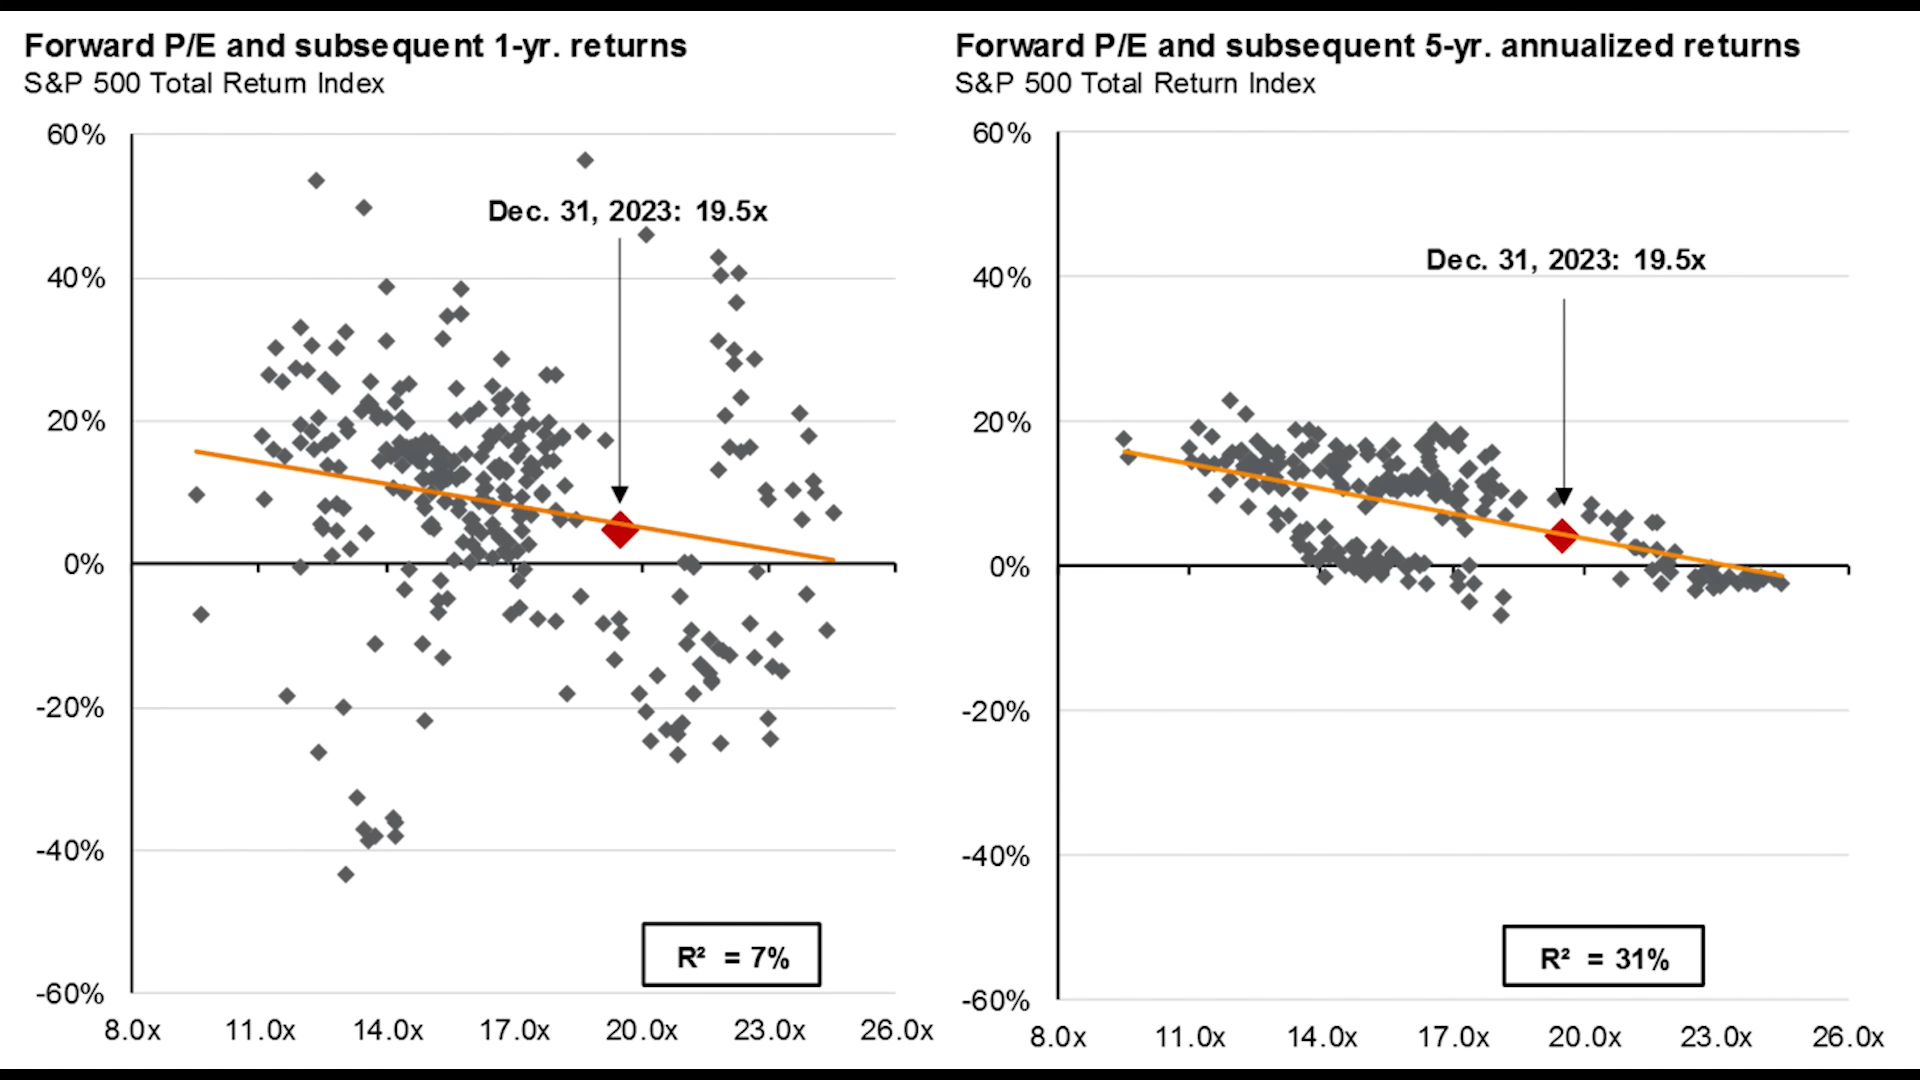 Forward P/E and subsequent 1-yr. returns
S&P 500 Total Return Index
60%
40%
20%
0%
-20%
-40%
-60%
Dec. 31, 2023: 19.5x
R² = 7%
8.0x 11.0x 14.0x 17.0x 20.0x 23.0x 26.0x
Forward P/E and subsequent 5-yr. annualized returns
S&P 500 Total Return Index
60%
40%
20%
0%
-20%
-40%
-60%
Dec. 31, 2023: 19.5x
R² = 31%
8.0x 11.0x 14.0x 17.0x 20.0x 23.0x 26.0x